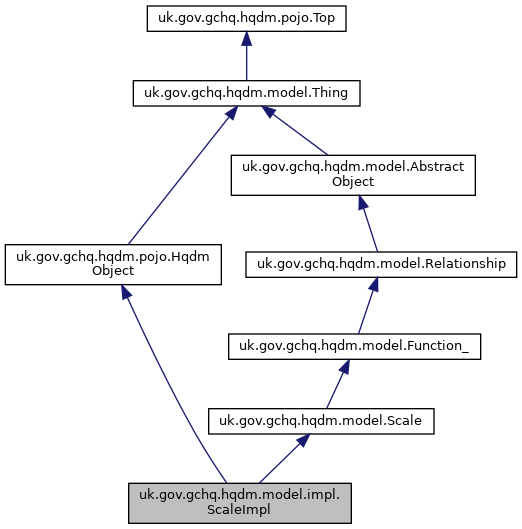 uk.gov.gchq.hqdm.pojo.Top
uk.gov.gchq.hqdm.model.Thing
uk.gov.gchq.hqdm.model.Abstract
Object
uk.gov.gchq.hqdm.pojo.Hqdm
Object
uk.gov.gchq.hqdm.model.Relationship
uk.gov.gchq.hqdm.model.Function_
uk.gov.gchq.hqdm.model.Scale
uk.gov.gchq.hqdm.model.impl.
ScaleImpl